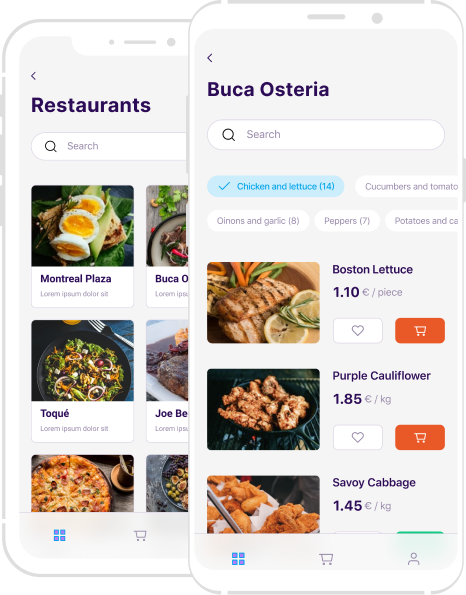 Restaurants
Search
Montreal Plaza
Lorem ipsum dolor sit
Buca O
Lorem ipsum
Toqué
Lorem ipsum dolor sit
Joe Be
Lorem ipsum
Buca Osteria
Search
Chicken and lettuce (14)
Cucumbers and tomato
Oinons and garlic (8)
Peppers (7)
Potatoes and ca
Boston Lettuce
1.10 € / piece
Purple Cauliflower
1.85 € / kg
Savoy Cabbage
1.45 € / kg